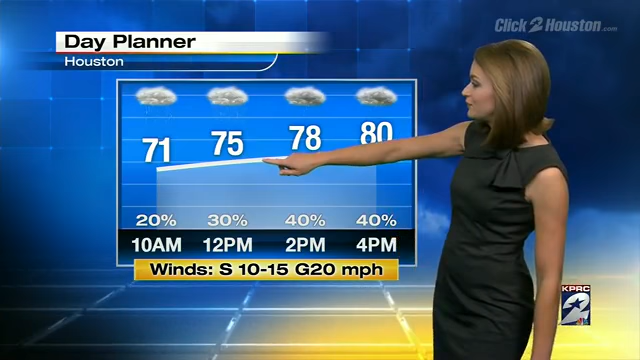 Click2Houston.com
Day Planner
Houston
71 75 78 80
20% 30% 40% 40%
10AM 12PM 2PM 4PM
Winds: S 10-15 G20 mph
KPRC
2